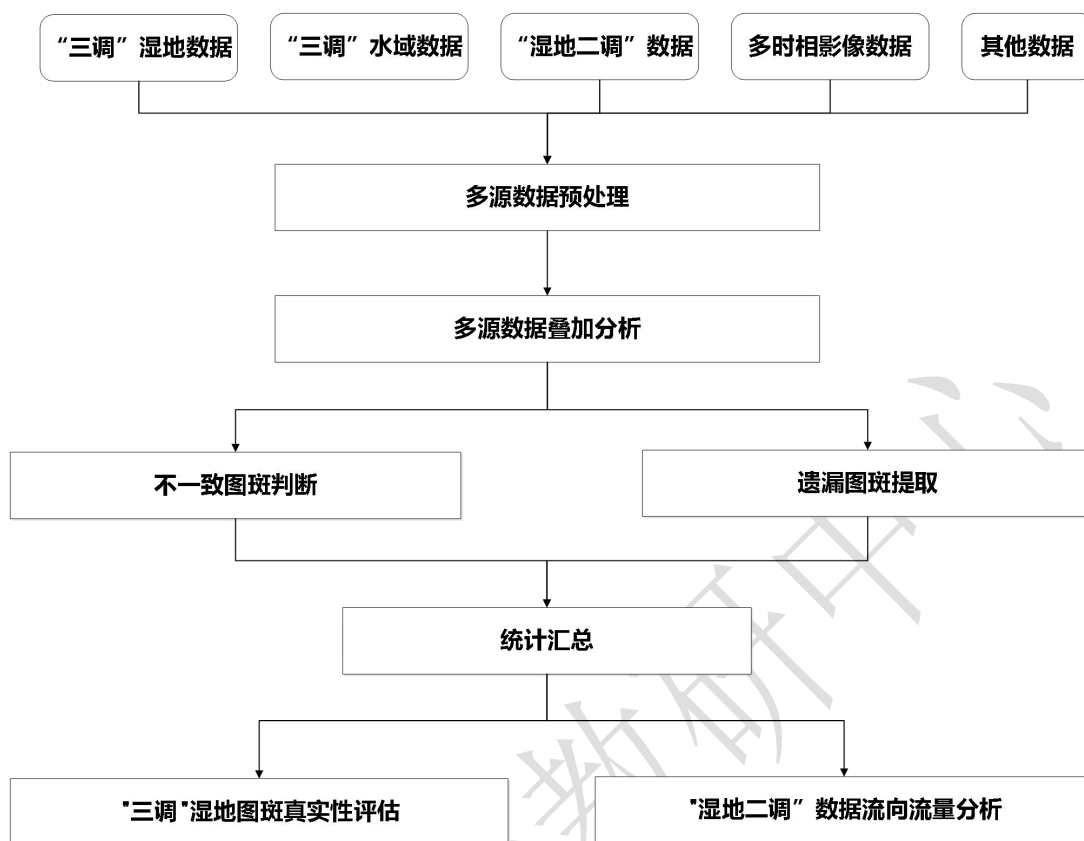 “三调”湿地数据
“三调”水域数据
“湿地二调”数据
多时相影像数据
其他数据
多源数据预处理
多源数据叠加分析
不一致图斑判断
遗漏图斑提取
统计汇总
"三调"湿地图斑真实性评估
"湿地二调”数据流向流量分析
教研中心